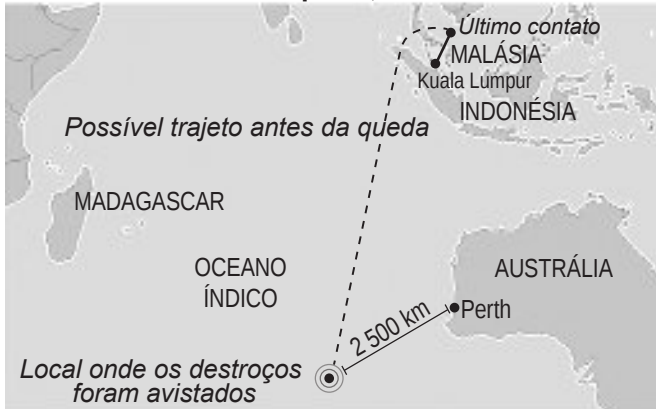 Último contato
MALÁSIA
Kuala Lumpur
INDONÉSIA
Possível trajeto antes da queda
MADAGASCAR
OCEANO
ÍNDICO
AUSTRÁLIA
Perth
2 500 km
Local onde os destroços
foram avistados